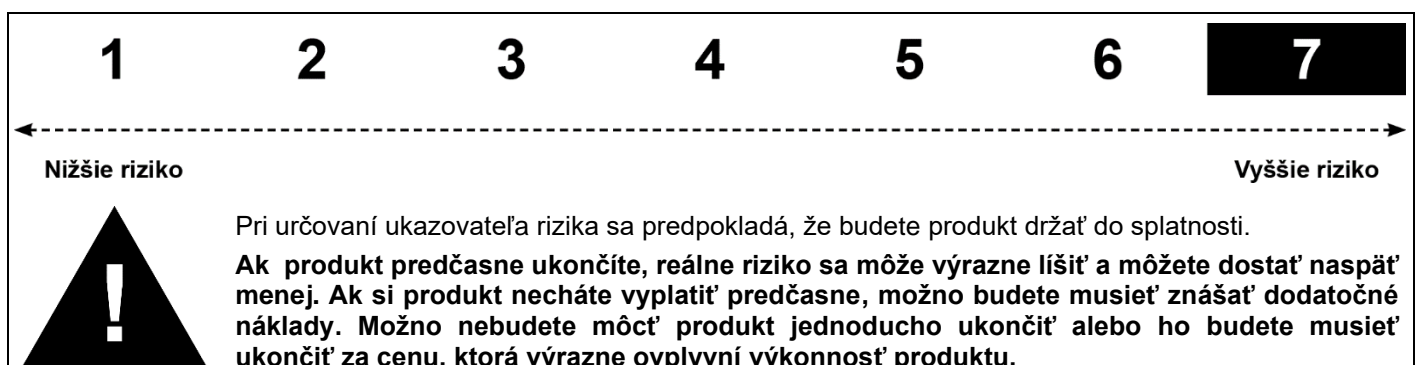 1 2 3 4 5 6 7
Nižšie riziko Vyššie riziko
Pri určovaní ukazovateľa rizika sa predpokladá, že budete produkt držať do splatnosti.
Ak produkt predčasne ukončíte, reálne riziko sa môže výrazne líšiť a môžete dostať naspäť
menej. Ak si produkt necháte vyplatiť predčasne, možno budete musieť znášať dodatočné
náklady. Možno nebudete môcť produkt jednoducho ukončiť alebo ho budete musieť
ukončiť za cenu, ktorá výrazne ovplyvní výkonnosť produktu.
!